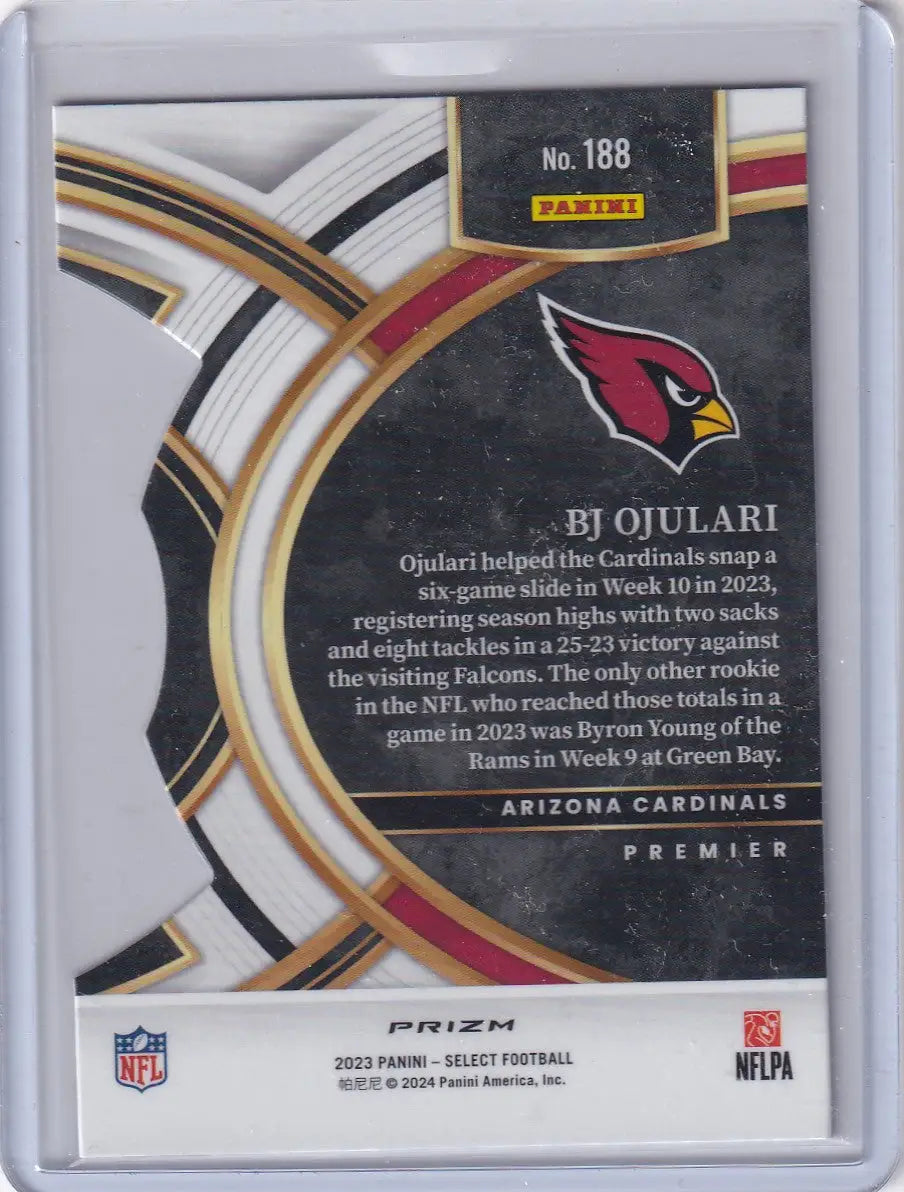 No. 188
PANINI
BJ OJULARI
Ojulari helped the Cardinals snap a
six-game slide in Week 10 in 2023,
registering season highs with two sacks
and eight tackles in a 25-23 victory against
the visiting Falcons. The only other rookie
in the NFL who reached those totals in a
game in 2023 was Byron Young of the
Rams in Week 9 at Green Bay.
ARIZONA CARDINALS
PREMIER
PRIZM
NFL
2023 PANINI – SELECT FOOTBALL
帕尼尼 © 2024 Panini America, Inc.
NFLPA